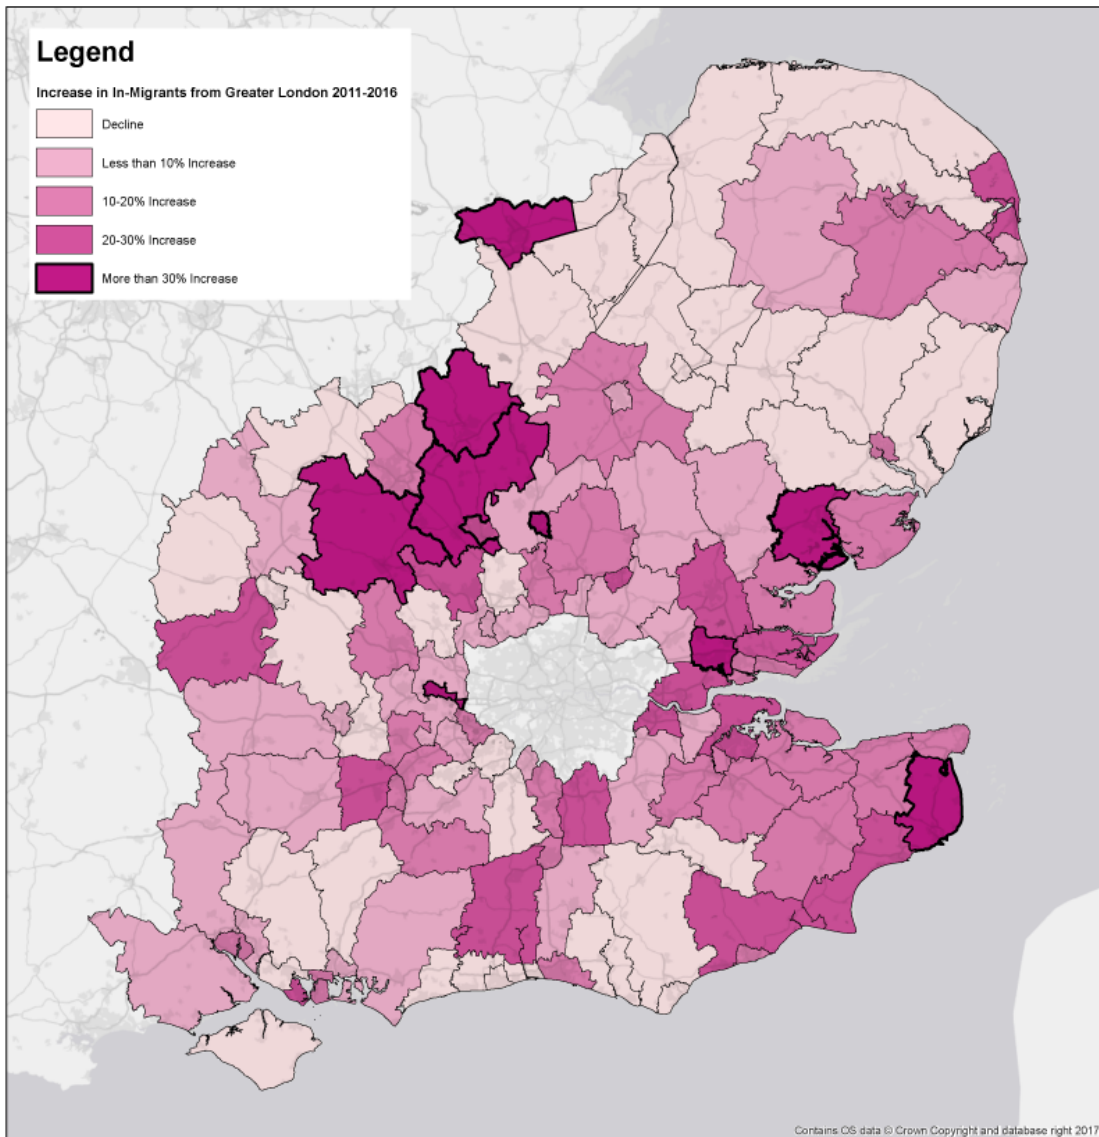 Legend
Increase in In-Migrants from Greater London 2011-2016
Decline
Less than 10% Increase
10-20% Increase
20-30% Increase
More than 30% Increase
Contains OS data © Crown Copyright and database right 2017